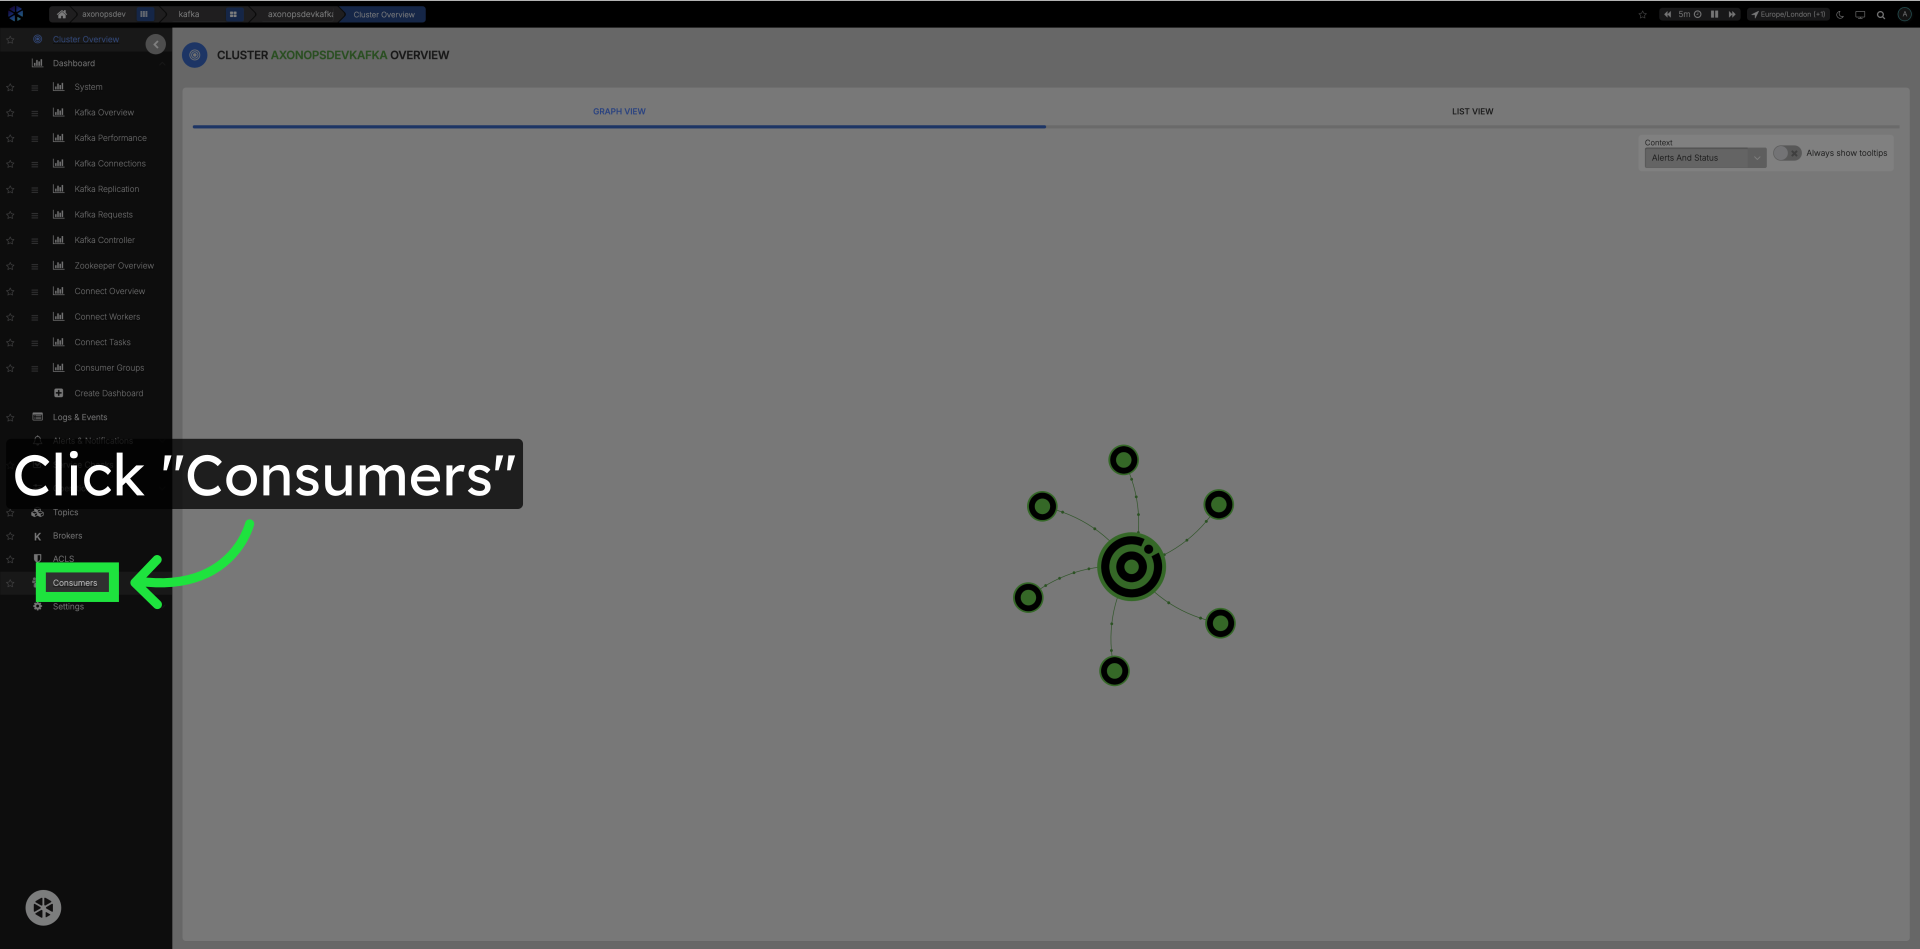 axonopsdev
kafka
axonopsdevkafka
Cluster Overview
5m
Europe/London (+1)
A
Cluster Overview
Dashboard
System
Kafka Overview
Kafka Performance
Kafka Connections
Kafka Replication
Kafka Requests
Kafka Controller
Zookeeper Overview
Connect Overview
Connect Workers
Connect Tasks
Consumer Groups
Create Dashboard
Logs & Events
Alerts & Notifications
Click "Consumers"
Topics
K Brokers
ACLS
Consumers
Settings
CLUSTER AXONOPSDEVKAFKA OVERVIEW
GRAPH VIEW
LIST VIEW
Context
Alerts And Status
Always show tooltips